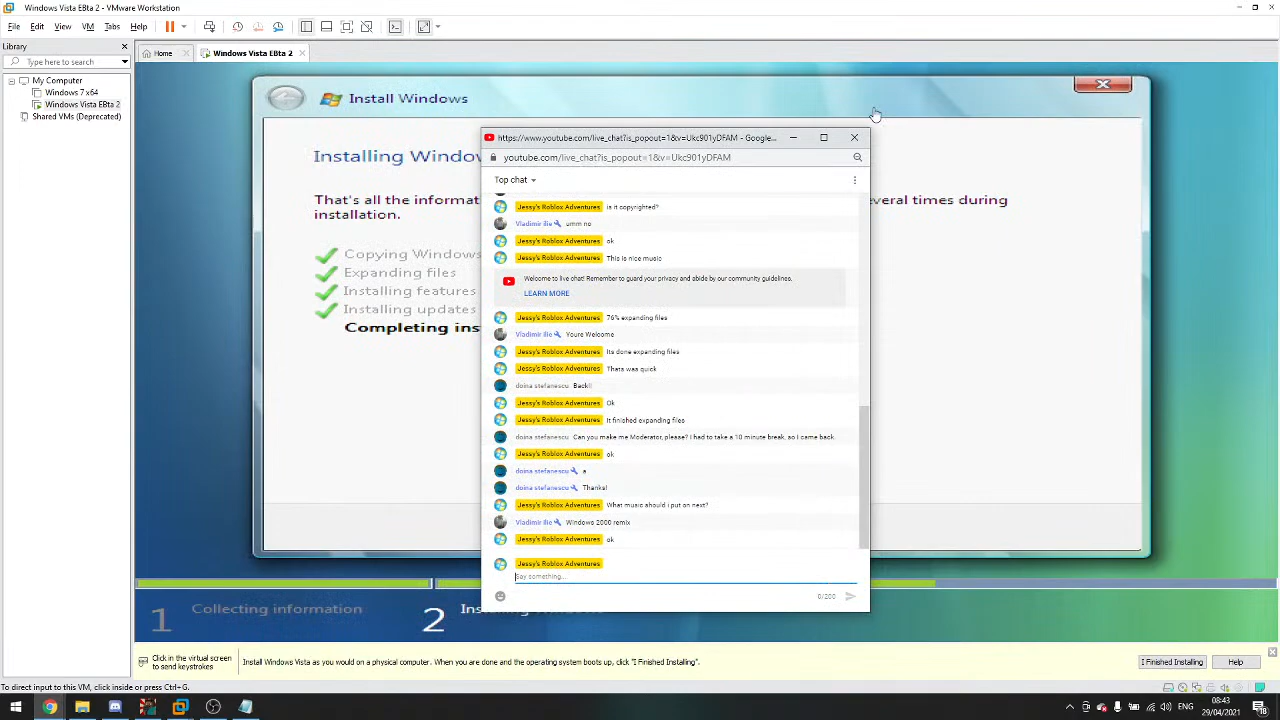 Windows Vista EBta 2 - VMware Workstation
File Edit View VM Tabs Help
Library
Type here to search
Home
Windows Vista EBta 2
My Computer
Windows 7 x64
Windows Vista EBta 2
Shared VMs (Deprecated)
Install Windows
Installing Window
That's all the informat
everal times during
installation.
Copying Windows
Expanding files
Installing features
Installing updates
Completing ins
https://www.youtube.com/live_chat?is_popout=1&v=Ukc901yDFAM - Google...
youtube.com/live_chat?is_popout=1&v=Ukc901yDFAM
Top chat
Jessy's Roblox Adventures is it copyrighted?
Vladimir Ilie umm no
Jessy's Roblox Adventures ok
Jessy's Roblox Adventures This is nice music
Welcome to live chat! Remember to guard your privacy and abide by our community guidelines.
LEARN MORE
Jessy's Roblox Adventures 76% expanding files
Vladimir Ilie Youre Welcome
Jessy's Roblox Adventures Its done expanding files
Jessy's Roblox Adventures Thats was quick
doina stefanescu Back!!
Jessy's Roblox Adventures Ok
Jessy's Roblox Adventures It finished expanding files
doina stefanescu Can you make me Moderator, please? I had to take a 10 minute break, so I came back.
Jessy's Roblox Adventures ok
doina stefanescu a
doina stefanescu Thanks!
Jessy's Roblox Adventures What music should i put on next?
Vladimir Ilie Windows 2000 remix
Jessy's Roblox Adventures ok
Jessy's Roblox Adventures
Say something...
0/200
1 Collecting information
2 Ins
Click in the virtual screen
to send keystrokes
Install Windows Vista as you would on a physical computer. When you are done and the operating system boots up, click "I Finished Installing".
I Finished Installing
Help
To direct input to this VM, click inside or press Ctrl+G.
ENG
08:43
29/04/2021
18